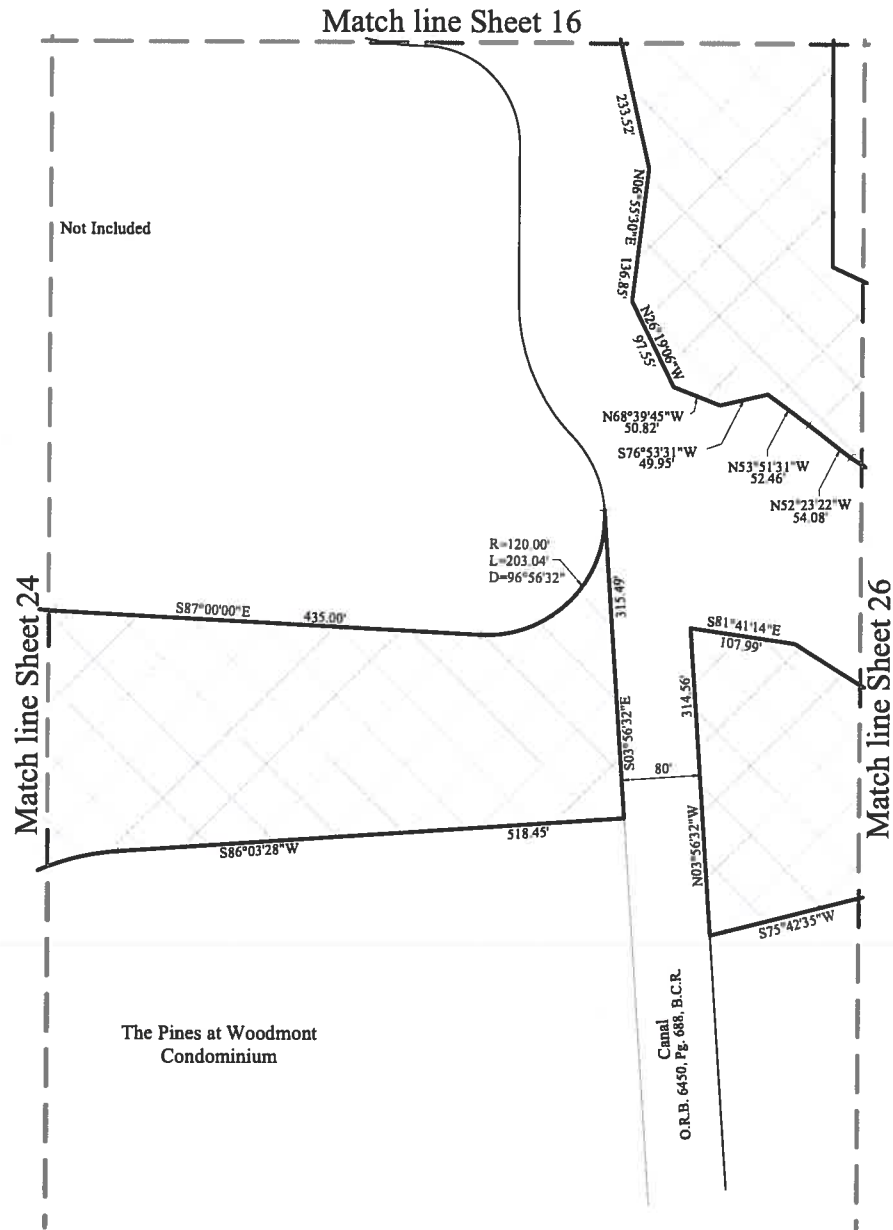 Match line Sheet 16
233.52'
Not Included
N06°55'30"E 136.85'
N26°19'06"W
97.55'
N68°39'45"W
50.82'
S76°53'31"W
49.95'
N53°51'31"W
52.46'
N52°23'22"W
54.08'
R=120.00'
L=203.04'
D=96°56'32"
Match line Sheet 24
S87°00'00"E 435.00'
315.49'
S03°56'32"E
S81°41'14"E
107.99'
314.56'
N03°56'32"W
Match line Sheet 26
80'
S86°03'28"W 518.45'
S75°42'35"W
Canal
O.R.B. 6450, Pg. 688, B.C.R.
The Pines at Woodmont
Condominium